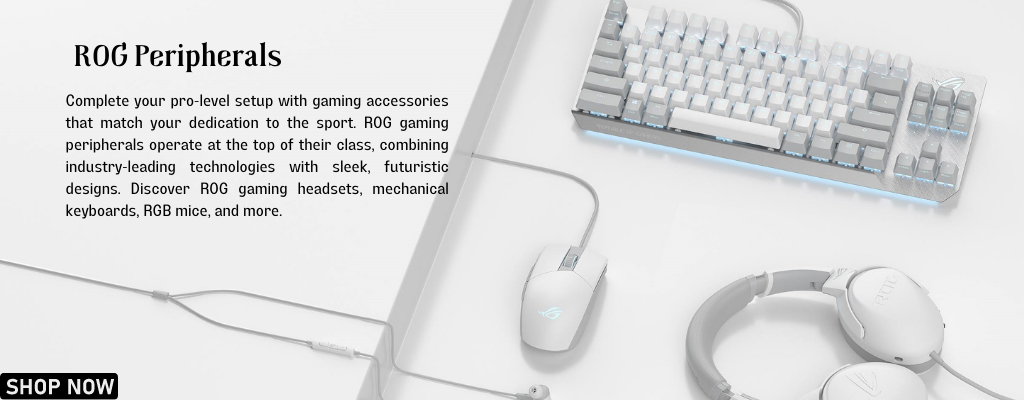 ROG Peripherals
Complete your pro-level setup with gaming accessories
that match your dedication to the sport. ROG gaming
peripherals operate at the top of their class, combining
industry-leading technologies with sleek, futuristic
designs. Discover ROG gaming headsets, mechanical
keyboards, RGB mice, and more.
ROG
SHOP NOW